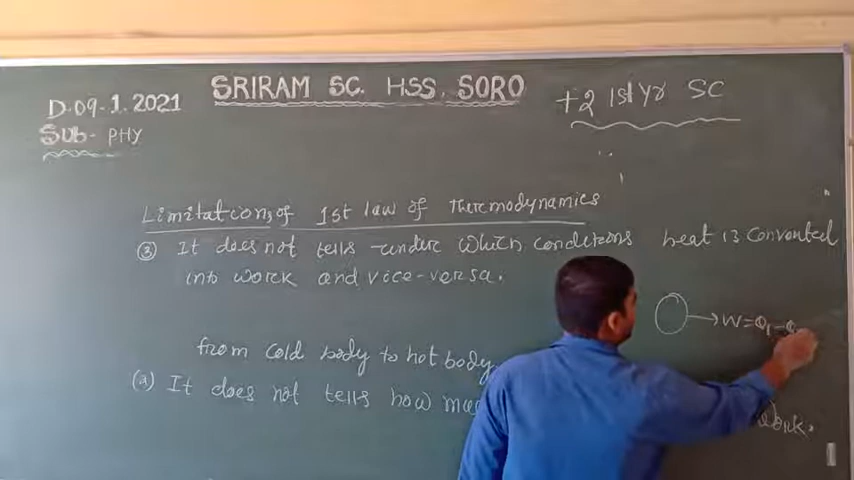 SRIRAM SC. HSS. SORO
D.09-1.2021
+2 1st Yr SC
Sub- PHY
Limitations of 1st law of Thermodynamics
③ It does not tells under which conditions heat is converted
into work and vice-versa.
W=Q₁-Q
from cold body to hot body
(a) It does not tells how
work.